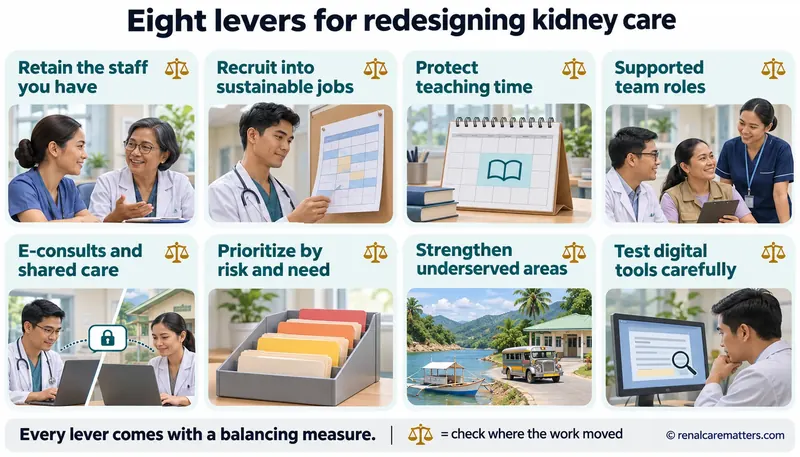 Eight levers for redesigning kidney care
Retain the staff
you have
Recruit into
sustainable jobs
Protect
teaching time
Supported
team roles
E-consults and
shared care
Prioritize by
risk and need
Strengthen
underserved areas
Test digital
tools carefully
Every lever comes with a balancing measure.
= check where the work moved
© renalcarematters.com